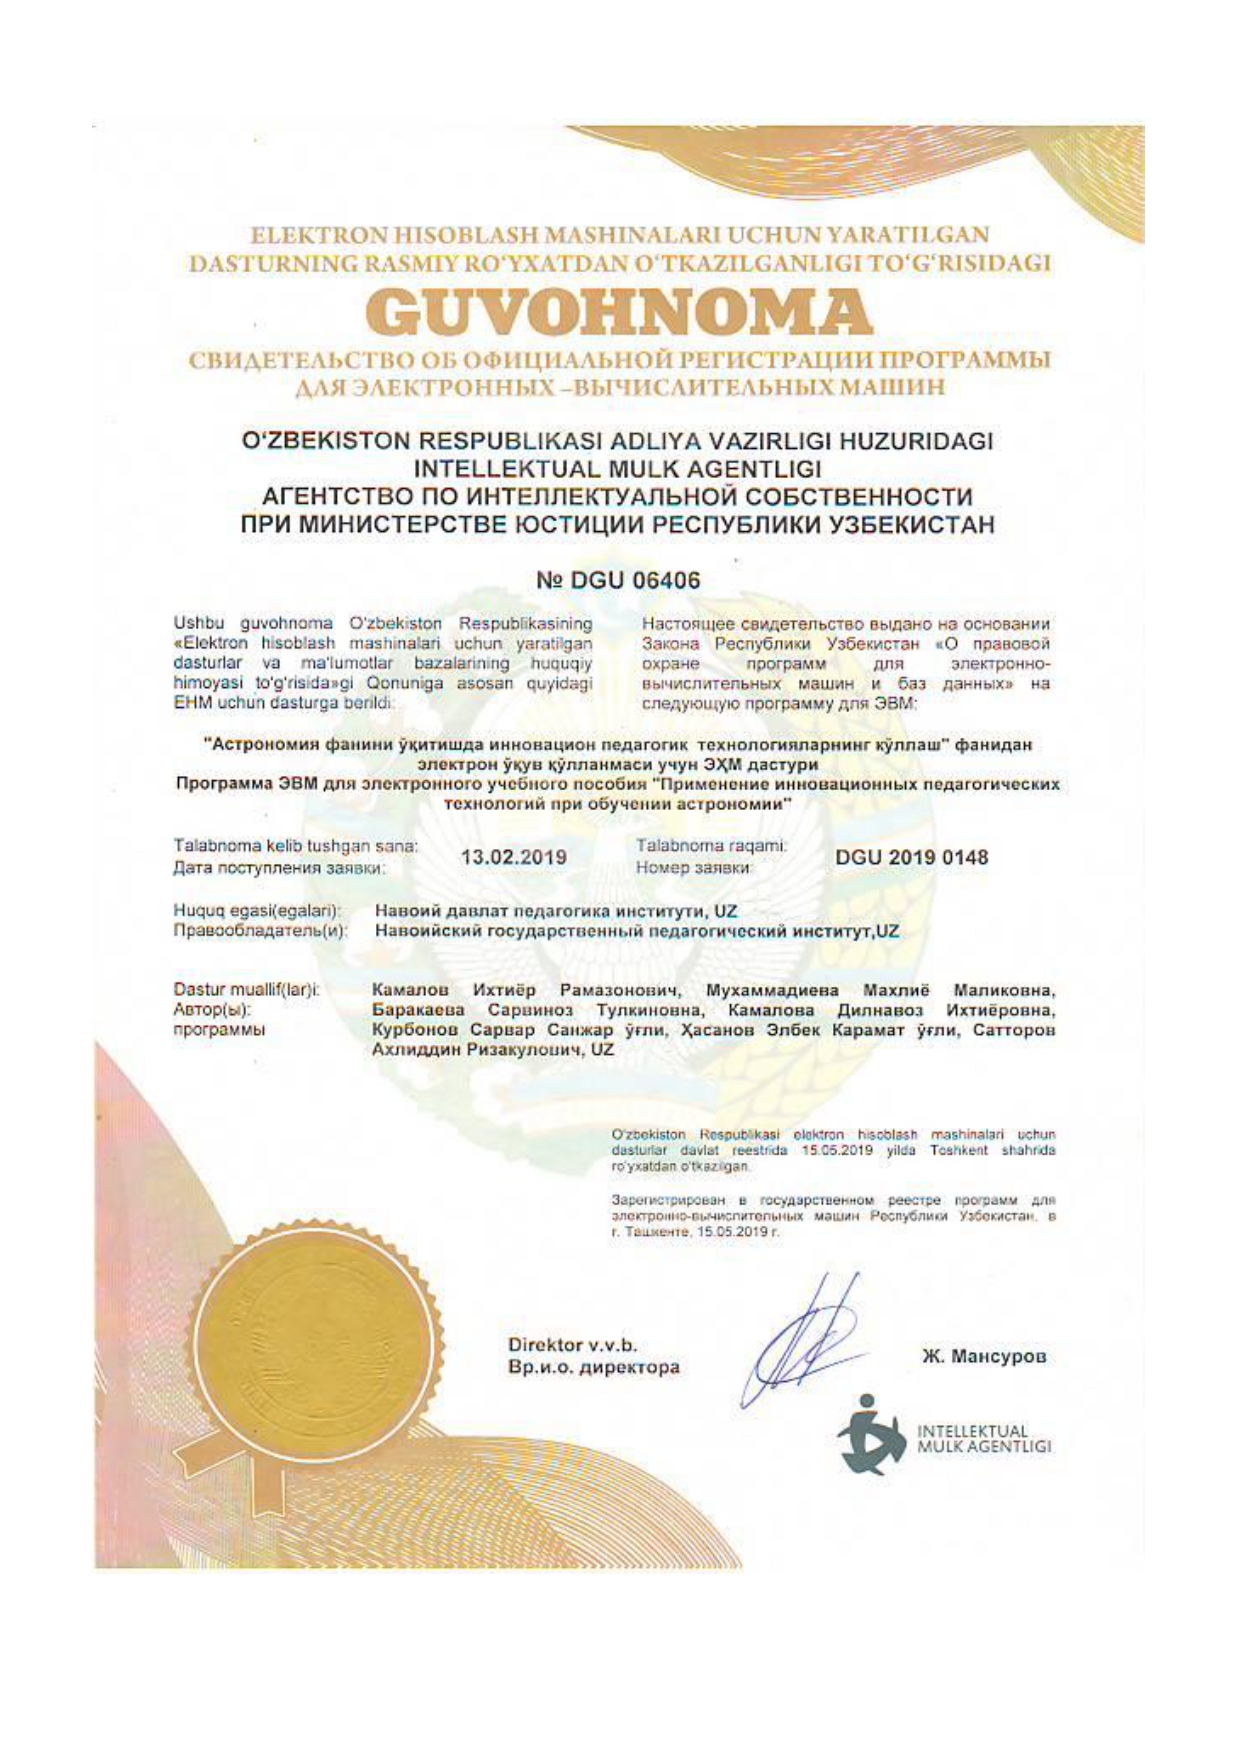 ELEKTRON HISOBLASH MASHINALARI UCHUN YARATILGAN
DASTURNING RASMIY RO‘YXATDAN O‘TKAZILGANLIGI TO‘G‘RISIDAGI
GUVOHNOMA
СВИДЕТЕЛЬСТВО ОБ ОФИЦИАЛЬНОЙ РЕГИСТРАЦИИ ПРОГРАММЫ
ДЛЯ ЭЛЕКТРОННЫХ –ВЫЧИСЛИТЕЛЬНЫХ МАШИН
O‘ZBEKISTON RESPUBLIKASI ADLIYA VAZIRLIGI HUZURIDAGI
INTELLEKTUAL MULK AGENTLIGI
АГЕНТСТВО ПО ИНТЕЛЛЕКТУАЛЬНОЙ СОБСТВЕННОСТИ
ПРИ МИНИСТЕРСТВЕ ЮСТИЦИИ РЕСПУБЛИКИ УЗБЕКИСТАН
№ DGU 06406
Ushbu guvohnoma O'zbekiston Respublikasining
«Elektron hisoblash mashinalari uchun yaratilgan
dasturlar va ma'lumotlar bazalarining huquqiy
himoyasi to'g'risida»gi Qonuniga asosan quyidagi
EHM uchun dasturga berildi:
Настоящее свидетельство выдано на основании
Закона Республики Узбекистан «О правовой
охране программ для электронно-
вычислительных машин и баз данных» на
следующую программу для ЭВМ:
"Астрономия фанини ўқитишда инновацион педагогик технологияларнинг қўллаш" фанидан
электрон ўқув қўлланмаси учун ЭҲМ дастури
Программа ЭВМ для электронного учебного пособия "Применение инновационных педагогических
технологий при обучении астрономии"
Talabnoma kelib tushgan sana:
Дата поступления заявки:
13.02.2019
Talabnoma raqami:
Номер заявки:
DGU 2019 0148
Huquq egasi(egalari): Навоий давлат педагогика институти, UZ
Правообладатель(и): Навоийский государственный педагогический институт,UZ
Dastur muallif(lar)i:
Автор(ы):
программы
Камалов Ихтиёр Рамазонович, Мухаммадиева Махлиё Маликовна,
Баракаева Сарвиноз Тулкиновна, Камалова Дилнавоз Ихтиёровна,
Курбонов Сарвар Санжар ўғли, Ҳасанов Элбек Карамат ўғли, Сатторов
Ахлиддин Ризакулович, UZ
O'zbekiston Respublikasi elektron hisoblash mashinalari uchun
dasturlar davlat reestrida 15.05.2019 yilda Toshkent shahrida
ro'yxatdan o'tkazilgan.
Зарегистрирован в государственном реестре программ для
электронно-вычислительных машин Республики Узбекистан, в
г. Ташкенте, 15.05.2019 г.
Direktor v.v.b.
Вр.и.о. директора
Ж. Мансуров
INTELLEKTUAL
MULK AGENTLIGI